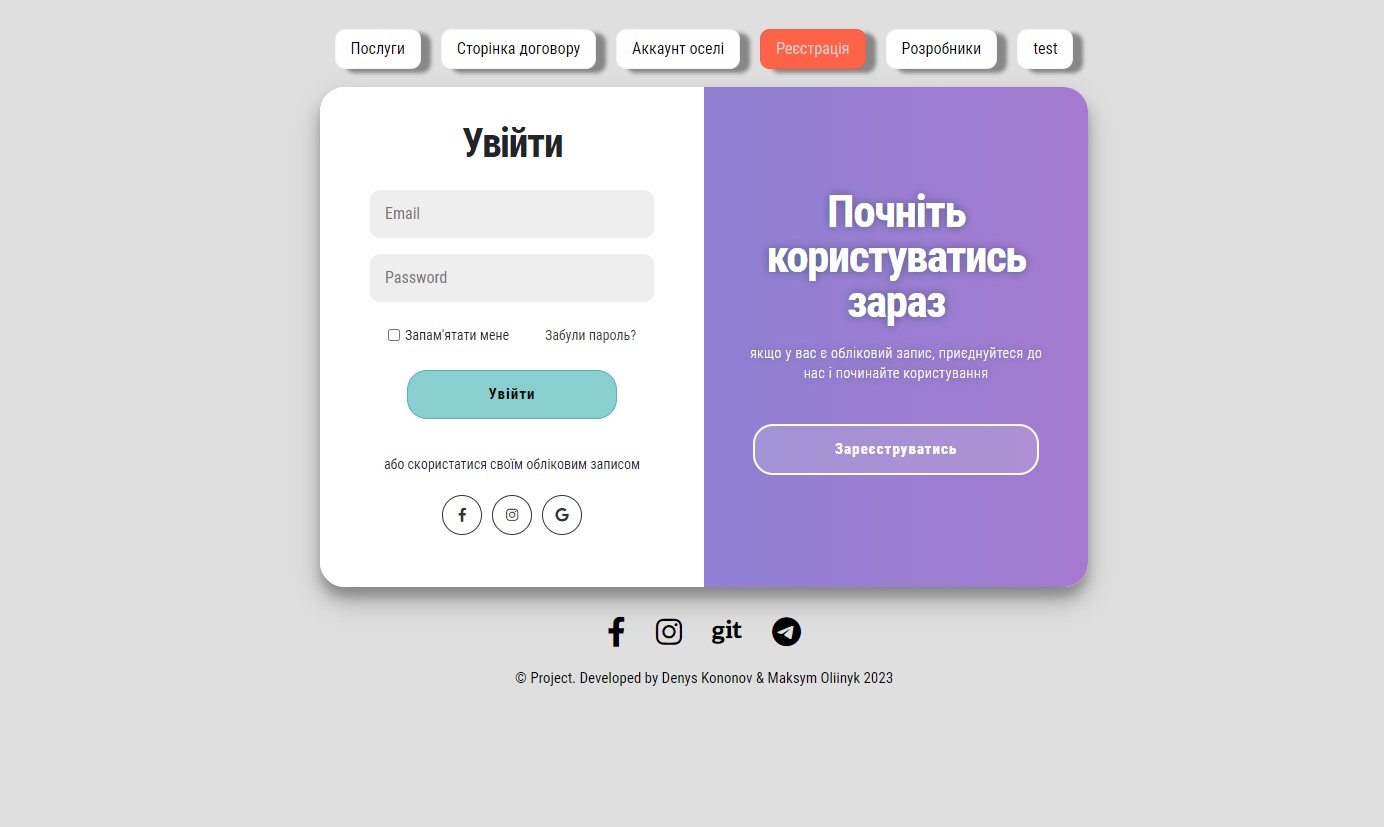 Послуги Сторінка договору Аккаунт оселі Реєстрація Розробники test
Увійти
Email
Password
Запам'ятати мене Забули пароль?
Увійти
або скористатися своїм обліковим записом
Почніть
користуватись
зараз
якщо у вас є обліковий запис, приєднуйтеся до
нас і починайте користування
Зареєструватись
git
© Project. Developed by Denys Kononov & Maksym Oliinyk 2023